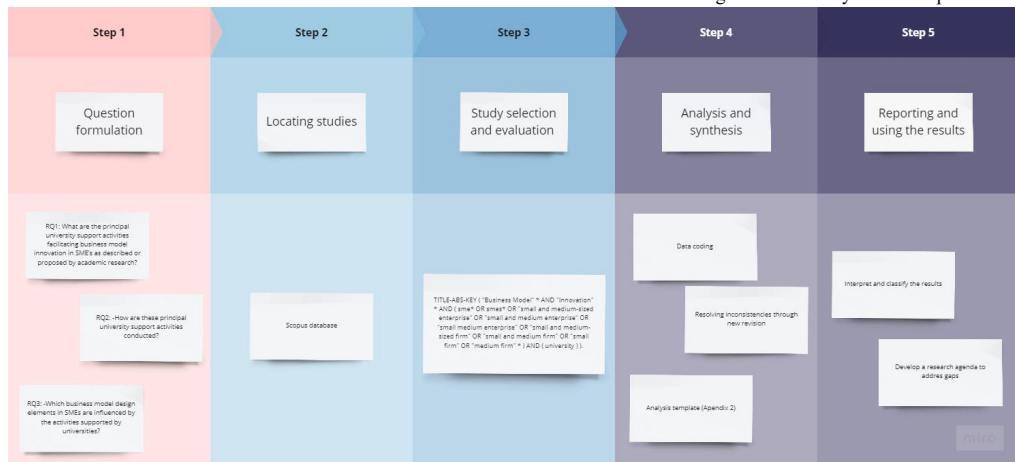 Step 1
Step 2
Step 3
Step 4
Step 5
Question
formulation
Locating studies
Study selection
and evaluation
Analysis and
synthesis
Reporting and
using the results
RQ1: What are the principal
university support activities
facilitating business model
innovation in SME's as described or
proposed by academic research?
RQ2: -How are these principal
university support activities
conducted?
RQ3: -Which business model design
elements in SMEs are influenced by
the activities supported by
universities?
Scopus database
TITLE-ABS-KEY ( "Business Model" * AND "Innovation"
* AND ( sme* OR smes* OR "small and medium-sized
enterprise" OR "small and medium enterprise" OR
"small medium enterprise" OR "small and medium-
sized firm" OR "small and medium firm" OR "small
firm" OR "medium firm" * ) AND ( university ) ).
Data coding
Resolving inconsistencies through
new revision
Analysis template (Apendix 2)
Interpret and classify the results
Develop a research agenda to
addres gaps
miro